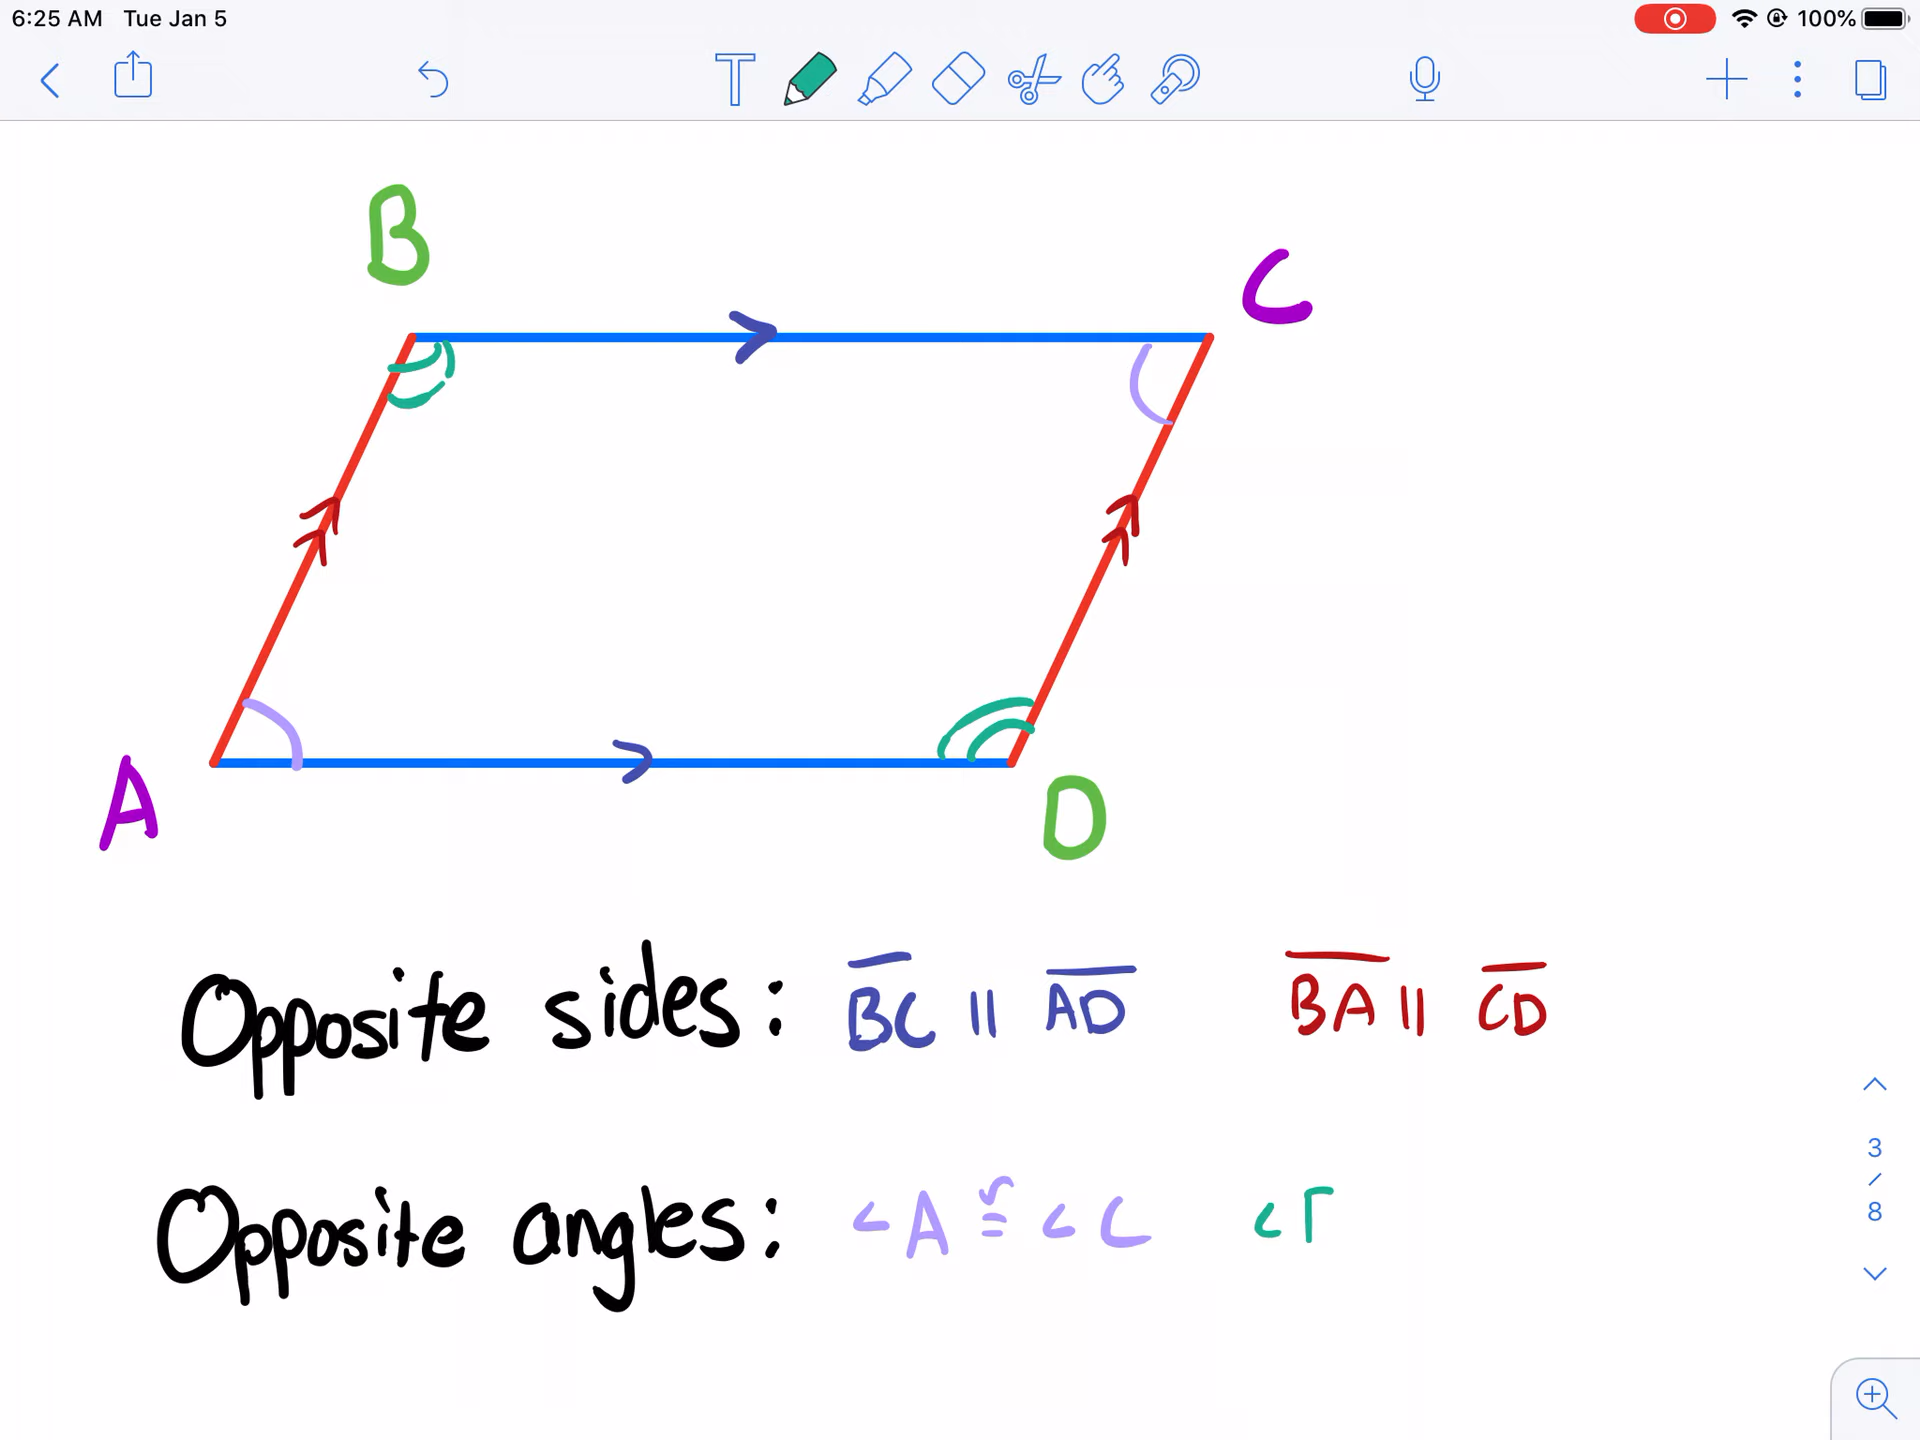 6:25 AM Tue Jan 5 100%
T
B
C
A
D
Opposite sides: BC || AD BA || CD
Opposite angles: <A ≅ <C <
3
/
8